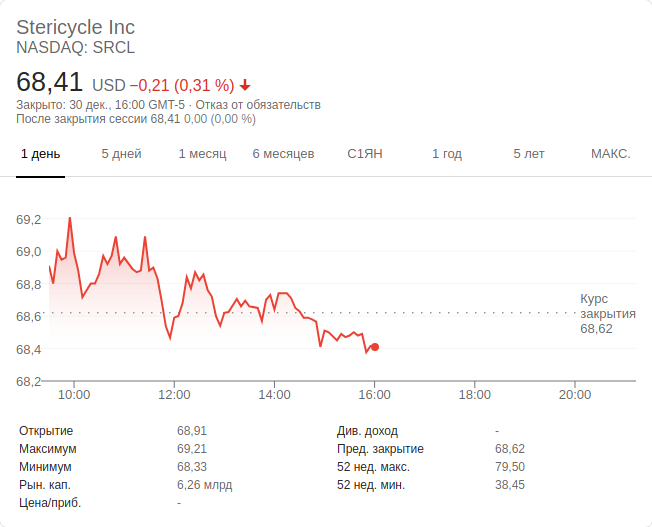 Stericycle Inc
NASDAQ: SRCL
68,41 USD −0,21 (0,31 %)
Закрыто: 30 дек., 16:00 GMT-5 · Отказ от обязательств
После закрытия сессии 68,41 0,00 (0,00 %)
1 день 5 дней 1 месяц 6 месяцев С1ЯН 1 год 5 лет МАКС.
69,2
69,0
68,8
68,6
68,4
68,2
Курс
закрытия
68,62
10:00 12:00 14:00 16:00 18:00 20:00
Открытие 68,91 Див. доход -
Максимум 69,21 Пред. закрытие 68,62
Минимум 68,33 52 нед. макс. 79,50
Рын. кап. 6,26 млрд 52 нед. мин. 38,45
Цена/приб. -